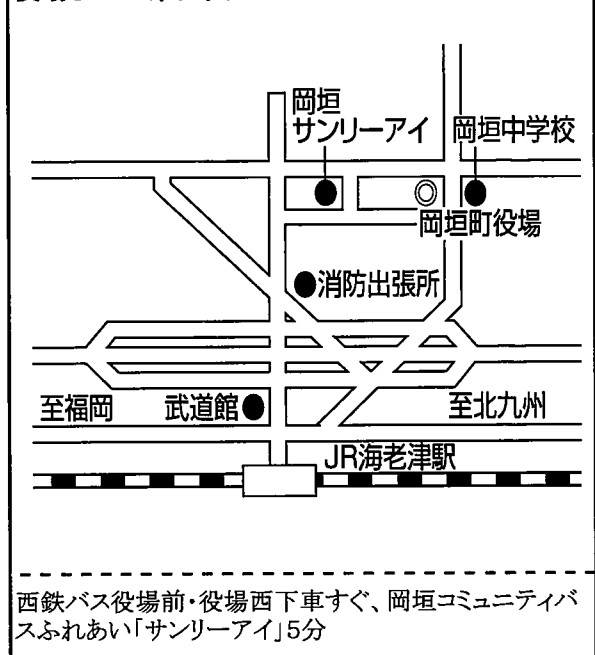 岡垣
サンリーアイ
岡垣中学校
岡垣町役場
消防出張所
至福岡
武道館
至北九州
JR海老津駅
西鉄バス役場前・役場西下車すぐ、岡垣コミュニティバ
スふれあい「サンリーアイ」5分